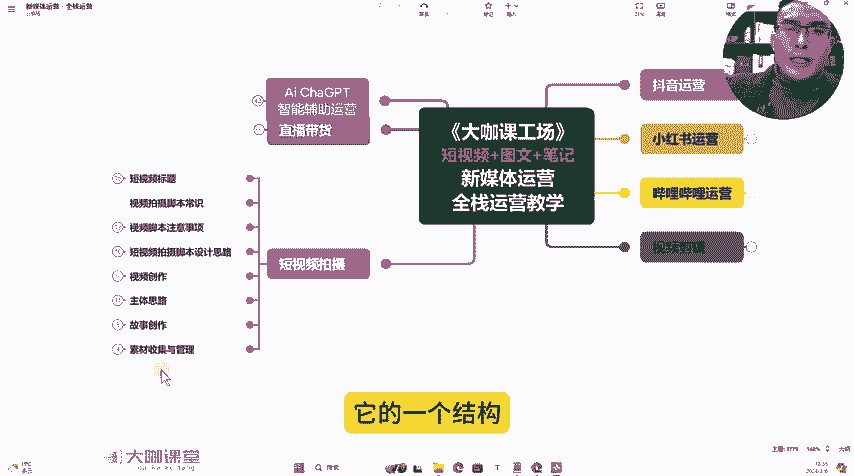 新媒体运营·全栈运营
Ai ChaGPT
智能辅助运营
直播带货
短视频标题
视频拍摄脚本常识
视频脚本注意事项
短视频拍摄脚本设计思路
视频创作
主体思路
故事创作
素材收集与管理
短视频拍摄
《大咖课工场》
短视频+图文+笔记
新媒体运营
全栈运营教学
抖音运营
小红书运营
哔哩哔哩运营
它的一个结构
大咖课堂
搜索